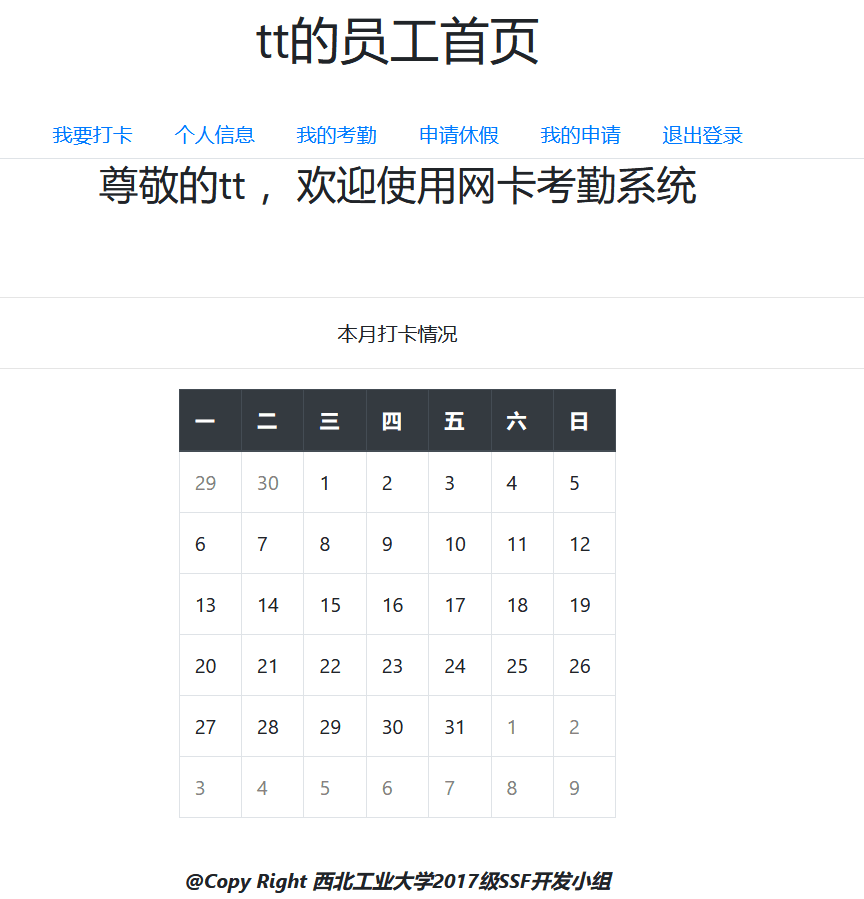 tt的员工首页
我要打卡 个人信息 我的考勤 申请休假 我的申请 退出登录
尊敬的tt ，欢迎使用网卡考勤系统
本月打卡情况
一 二 三 四 五 六 日
29 30 1 2 3 4 5
6 7 8 9 10 11 12
13 14 15 16 17 18 19
20 21 22 23 24 25 26
27 28 29 30 31 1 2
3 4 5 6 7 8 9
@Copy Right 西北工业大学2017级SSF开发小组